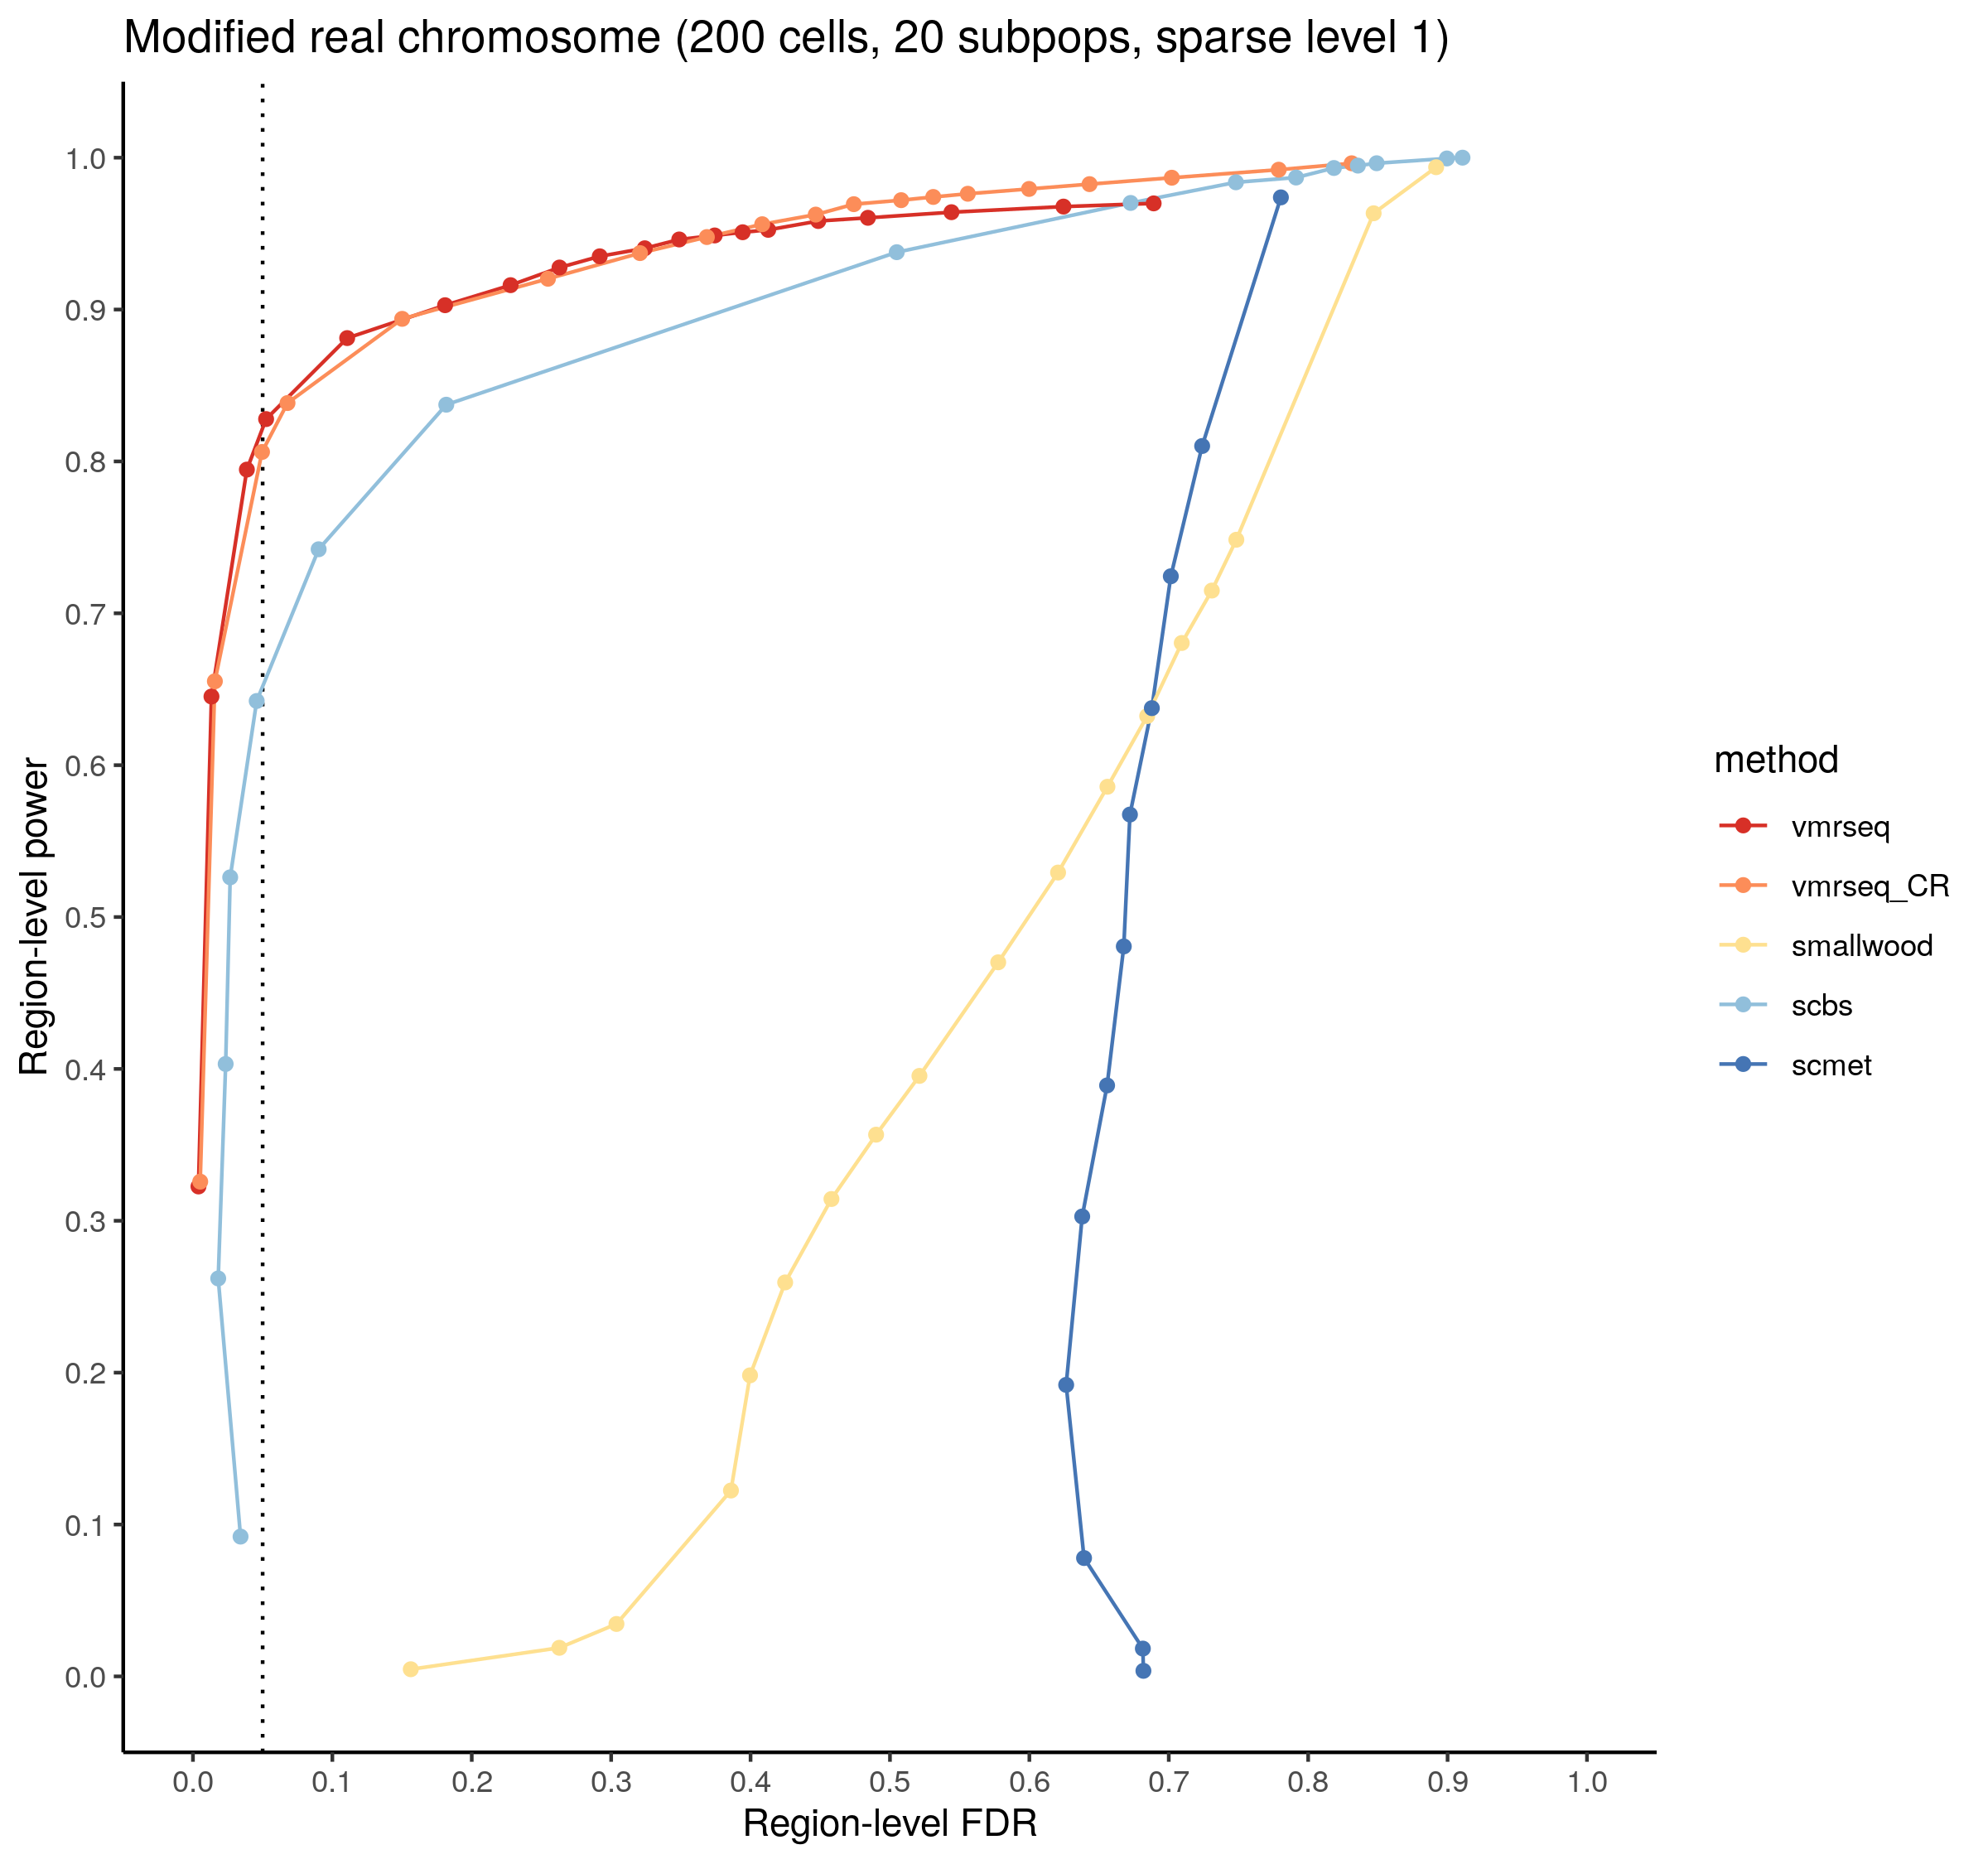 Modified real chromosome (200 cells, 20 subpops, sparse level 1)
Region-level power
1.0
0.9
0.8
0.7
0.6
0.5
0.4
0.3
0.2
0.1
0.0
0.0 0.1 0.2 0.3 0.4 0.5 0.6 0.7 0.8 0.9 1.0
Region-level FDR
method
vmrseq
vmrseq_CR
smallwood
scbs
scmet